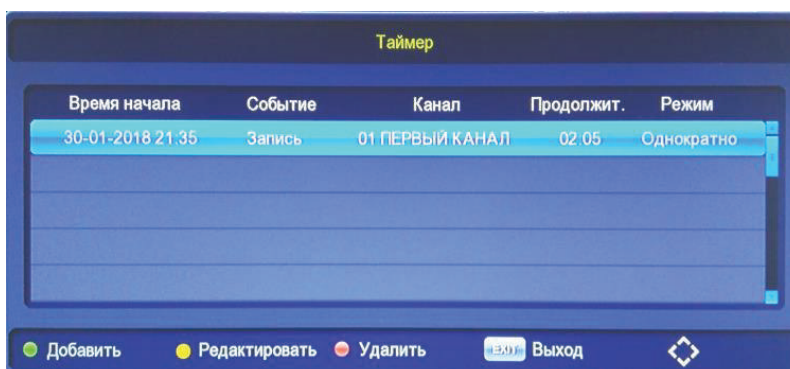 Таймер
Время начала Событие Канал Продолжит. Режим
30-01-2018 21:35 Запись 01 ПЕРВЫЙ КАНАЛ 02:05 Однократно
Добавить Редактировать Удалить EXIT Выход